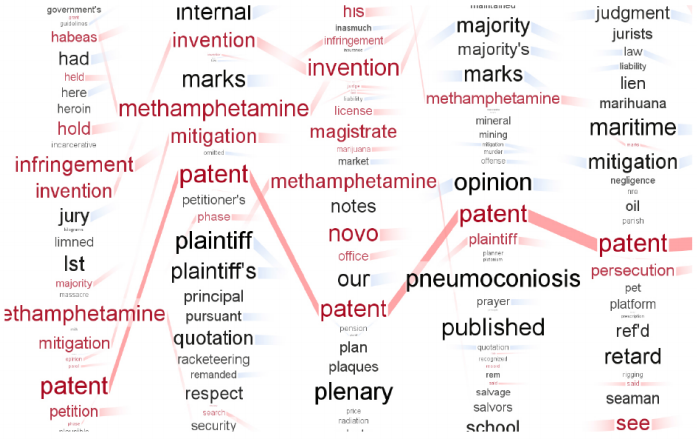 government's
guidelines
habeas
had
held
here
heroin
hold
incarcerative
infringement
invention
jury
limned
lst
majority
massacre
ethamphetamine
mitigation
patent
petition
phase
internal
invention
marks
methamphetamine
mitigation
omitted
patent
petitioner's
phase
plaintiff
plaintiff's
principal
pursuant
quotation
racketeering
remanded
respect
search
security
his
inasmuch
infringement
invention
judge
liability
license
magistrate
marijuana
market
methamphetamine
notes
novo
office
our
patent
pension
plan
plaques
plenary
price
radiation
maintained
majority
majority's
marks
methamphetamine
mineral
mining
mitigation
murder
offense
opinion
patent
plaintiff
planner
pneumoconiosis
prayer
published
quotation
recognized
rem
salvage
salvors
school
judgment
jurists
law
liability
lien
marihuana
maritime
mitigation
negligence
nre
oil
parish
patent
persecution
pet
platform
ref'd
retard
rigging
said
seaman
see